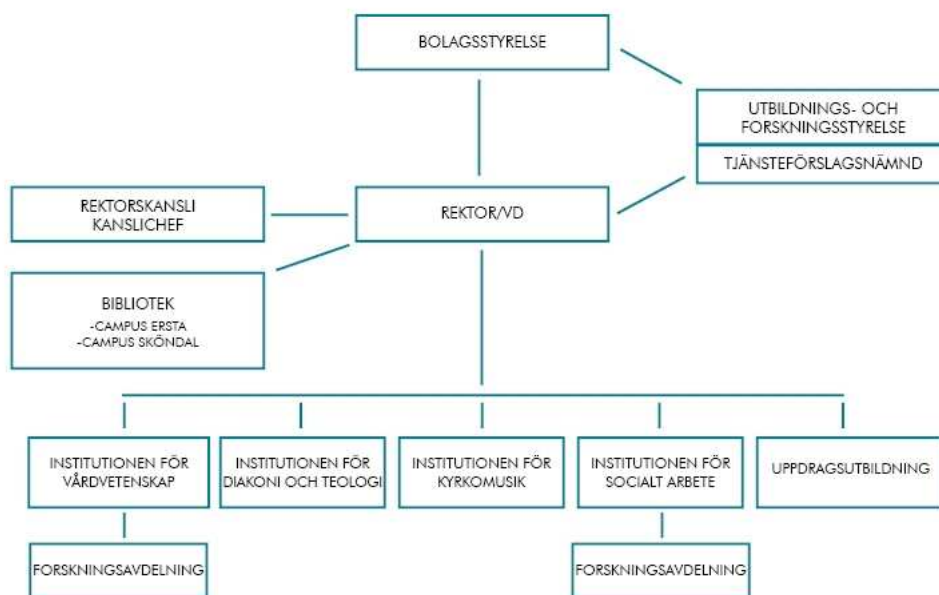 BOLAGSSTYRELSE
UTBILDNINGS- OCH
FORSKNINGSSTYRELSE
TJÄNSTEFÖRSLAGSNÄMND
REKTORSKANSLI
KANSLICHEF
REKTOR/VD
BIBLIOTEK
-CAMPUS ERSTA
-CAMPUS SKÖNDAL
INSTITUTIONEN FÖR
VÅRDVETENSKAP
INSTITUTIONEN FÖR
DIAKONI OCH TEOLOGI
INSTITUTIONEN FÖR
KYRKOMUSIK
INSTITUTIONEN FÖR
SOCIALT ARBETE
UPPDRAGSUTBILDNING
FORSKNINGSAVDELNING
FORSKNINGSAVDELNING